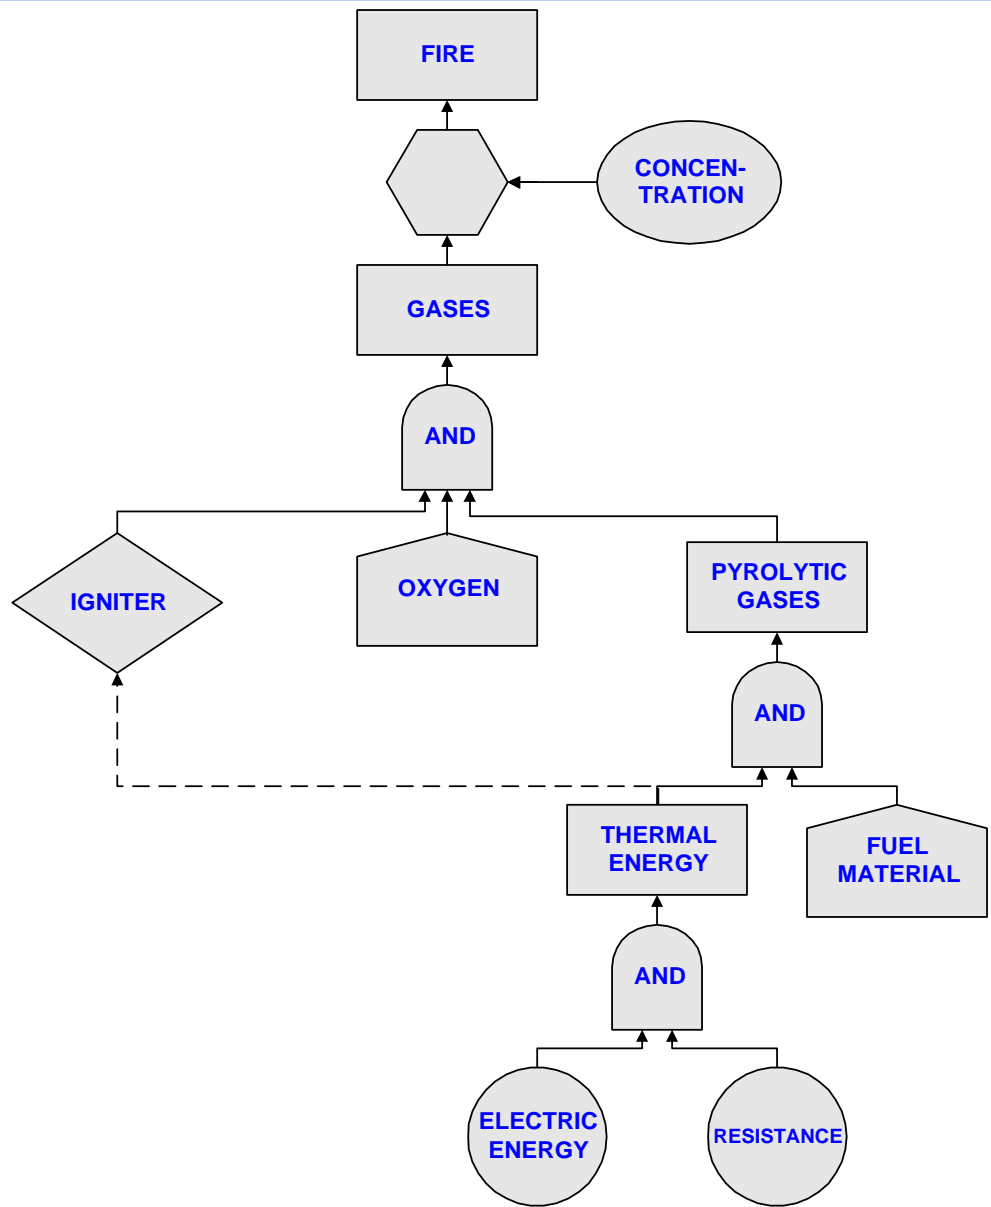 FIRE
CONCEN-
TRATION
GASES
AND
IGNITER
OXYGEN
PYROLYTIC
GASES
AND
THERMAL
ENERGY
FUEL
MATERIAL
AND
ELECTRIC
ENERGY
RESISTANCE